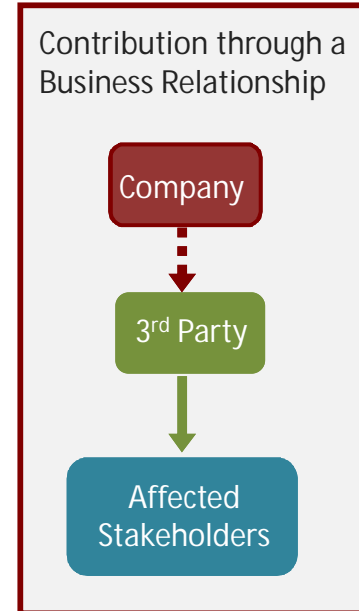 Contribution through a
Business Relationship
Company
3rd Party
Affected
Stakeholders